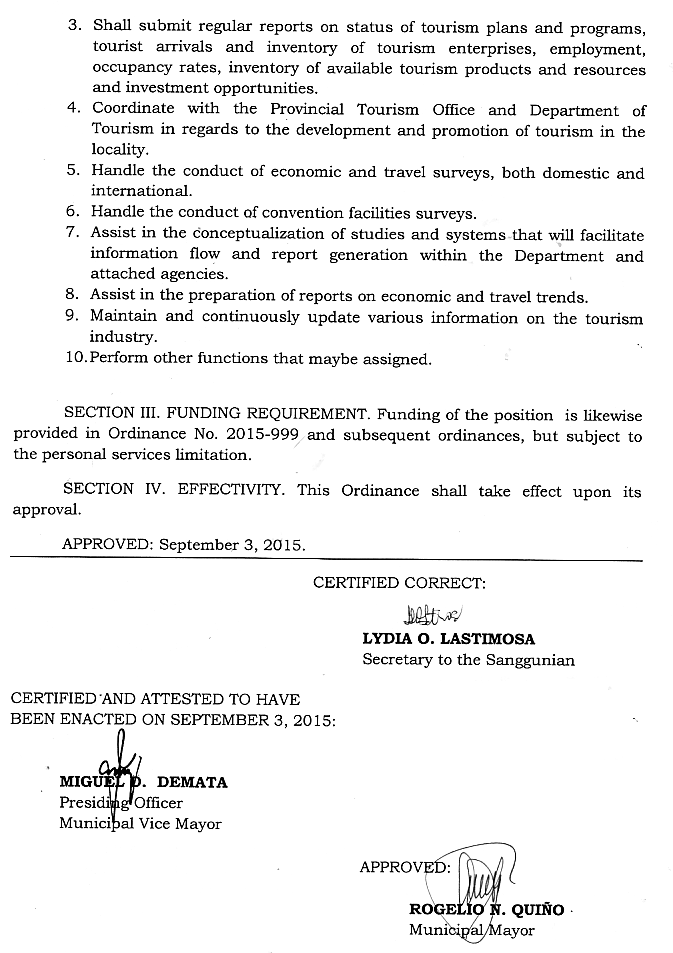 3. Shall submit regular reports on status of tourism plans and programs,
tourist arrivals and inventory of tourism enterprises, employment,
occupancy rates, inventory of available tourism products and resources
and investment opportunities.
4. Coordinate with the Provincial Tourism Office and Department of
Tourism in regards to the development and promotion of tourism in the
locality.
5. Handle the conduct of economic and travel surveys, both domestic and
international.
6. Handle the conduct of convention facilities surveys.
7. Assist in the conceptualization of studies and systems that will facilitate
information flow and report generation within the Department and
attached agencies.
8. Assist in the preparation of reports on economic and travel trends.
9. Maintain and continuously update various information on the tourism
industry.
10. Perform other functions that maybe assigned.
SECTION III. FUNDING REQUIREMENT. Funding of the position is likewise
provided in Ordinance No. 2015-999 and subsequent ordinances, but subject to
the personal services limitation.
SECTION IV. EFFECTIVITY. This Ordinance shall take effect upon its
approval.
APPROVED: September 3, 2015.
CERTIFIED CORRECT:
LYDIA O. LASTIMOSA
Secretary to the Sanggunian
CERTIFIED AND ATTESTED TO HAVE
BEEN ENACTED ON SEPTEMBER 3, 2015:
MIGUEL D. DEMATA
Presiding Officer
Municipal Vice Mayor
APPROVED:
ROGELIO N. QUIÑO
Municipal Mayor